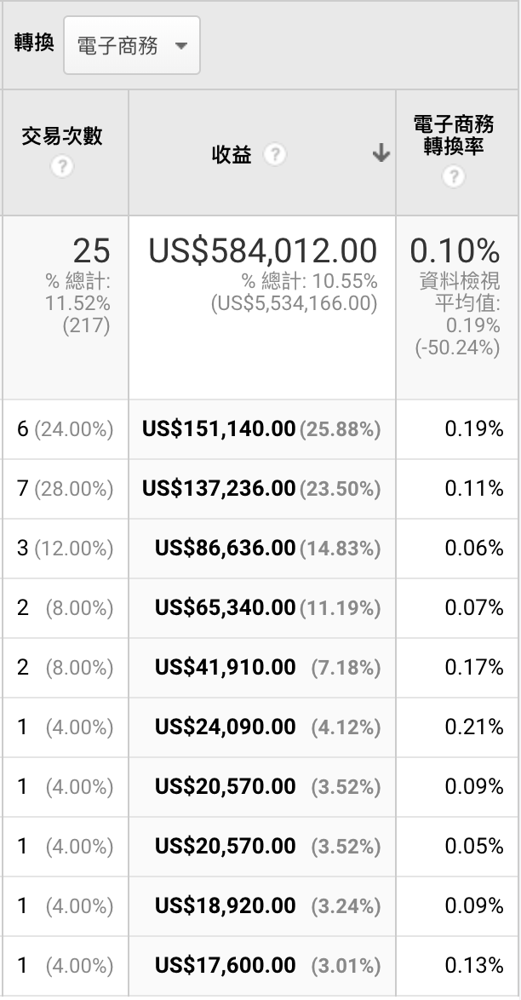 轉換 電子商務
交易次數 ?
收益 ?
電子商務
轉換率
?
25
% 總計:
11.52%
(217)
US$584,012.00
% 總計: 10.55%
(US$5,534,166.00)
0.10%
資料檢視
平均值:
0.19%
(-50.24%)
6 (24.00%) US$151,140.00 (25.88%) 0.19%
7 (28.00%) US$137,236.00 (23.50%) 0.11%
3 (12.00%) US$86,636.00 (14.83%) 0.06%
2 (8.00%) US$65,340.00 (11.19%) 0.07%
2 (8.00%) US$41,910.00 (7.18%) 0.17%
1 (4.00%) US$24,090.00 (4.12%) 0.21%
1 (4.00%) US$20,570.00 (3.52%) 0.09%
1 (4.00%) US$20,570.00 (3.52%) 0.05%
1 (4.00%) US$18,920.00 (3.24%) 0.09%
1 (4.00%) US$17,600.00 (3.01%) 0.13%